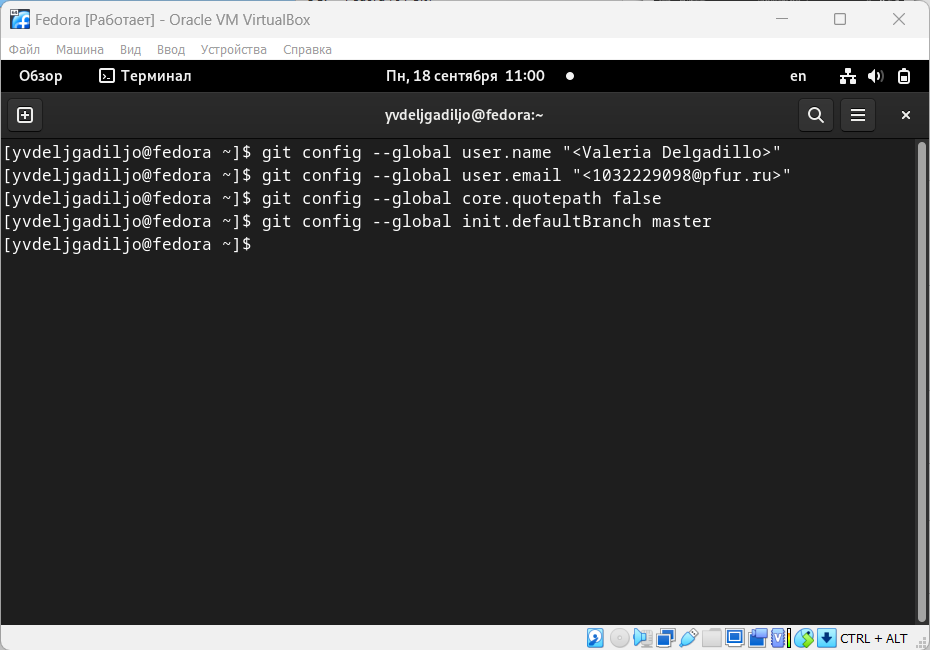 Fedora [Работает] - Oracle VM VirtualBox
Файл Машина Вид Ввод Устройства Справка
Обзор Терминал Пн, 18 сентября 11:00 en
yvdeljgadiljo@fedora:~
[yvdeljgadiljo@fedora ~]$ git config --global user.name "<Valeria Delgadillo>"
[yvdeljgadiljo@fedora ~]$ git config --global user.email "<1032229098@pfur.ru>"
[yvdeljgadiljo@fedora ~]$ git config --global core.quotepath false
[yvdeljgadiljo@fedora ~]$ git config --global init.defaultBranch master
[yvdeljgadiljo@fedora ~]$
CTRL + ALT